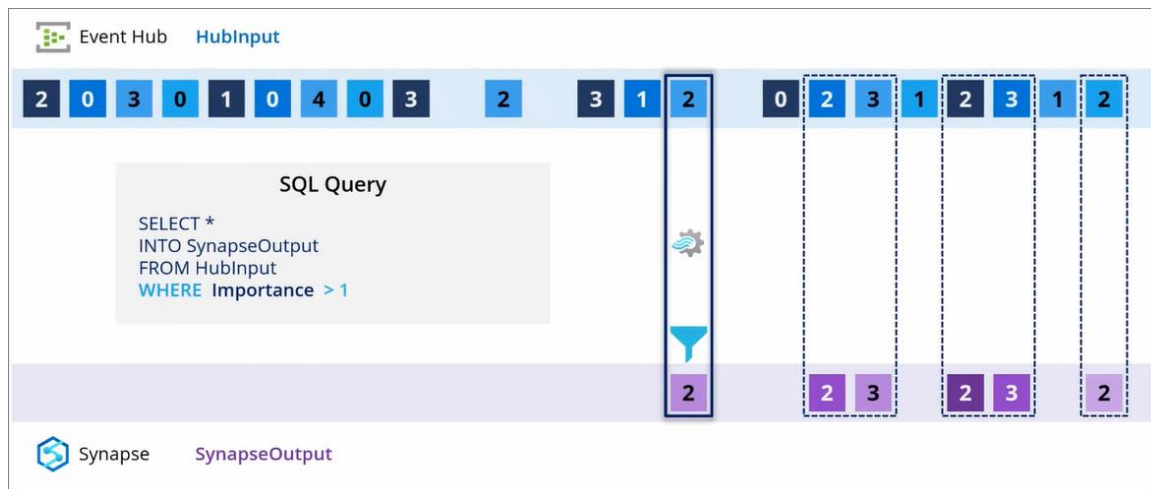 Event Hub HubInput
2 0 3 0 1 0 4 0 3 2 3 1 2 0 2 3 1 2 3 1 2
SQL Query
SELECT *
INTO SynapseOutput
FROM HubInput
WHERE Importance > 1
2 2 3 2 3 2
Synapse SynapseOutput